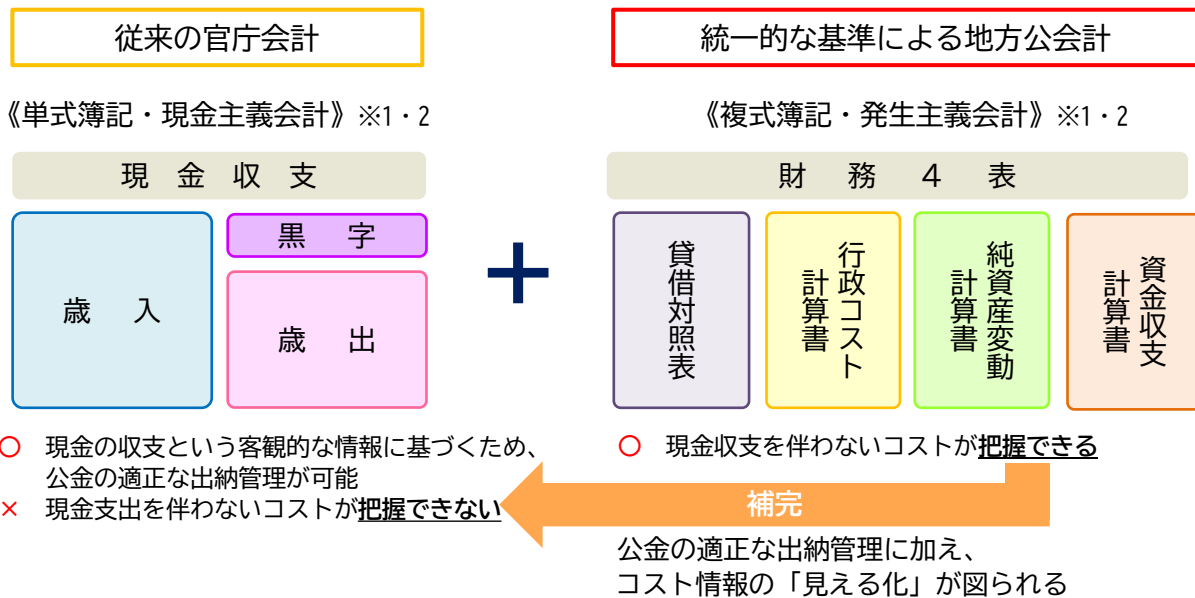 従来の官庁会計
《単式簿記・現金主義会計》※1・2
現金収支
歳入
黒字
歳出
○ 現金の収支という客観的な情報に基づくため、
公金の適正な出納管理が可能
× 現金支出を伴わないコストが把握できない
+
統一的な基準による地方公会計
《複式簿記・発生主義会計》※1・2
財務4表
貸借対照表
行政コスト
計算書
純資産変動
計算書
資金収支
計算書
○ 現金収支を伴わないコストが把握できる
補完
公金の適正な出納管理に加え、
コスト情報の「見える化」が図られる